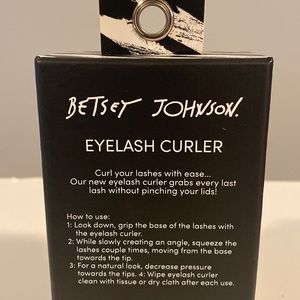 BETSEY JOHNSON.
EYELASH CURLER
Curl your lashes with ease...
Our new eyelash curler grabs every last
lash without pinching your lids!
How to use:
1: Look down, grip the base of the lashes with
the eyelash curler.
2: While slowly creating an angle, squeeze the
lashes couple times, moving from the base
towards the tip.
3: For a natural look, decrease pressure
towards the tips. 4: Wipe eyelash curler
clean with tissue or dry cloth after each use.